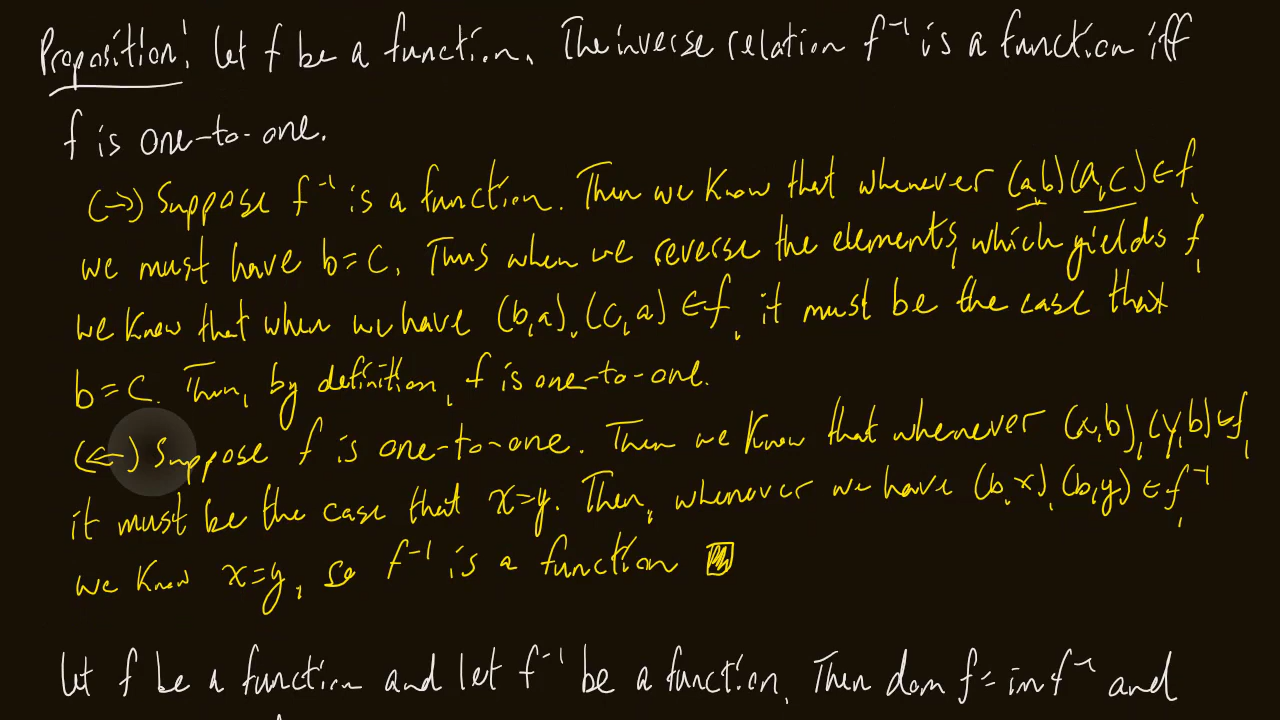 Proposition: let f be a function. The inverse relation f⁻¹ is a function iff
f is one-to-one.
(→) Suppose f⁻¹ is a function. Then we know that whenever (a,b)(a,c) ∈ f,
we must have b=c. Thus when we reverse the elements, which yields f,
we know that when we have (b,a), (c,a) ∈ f, it must be the case that
b=c. Then, by definition, f is one-to-one.
(←) Suppose f is one-to-one. Then we know that whenever (x,b), (y,b) ∈ f,
it must be the case that x=y. Then, whenever we have (b,x), (b,y) ∈ f⁻¹,
we know x=y, so f⁻¹ is a function
let f be a function and let f⁻¹ be a function. Then dom f = im f⁻¹ and